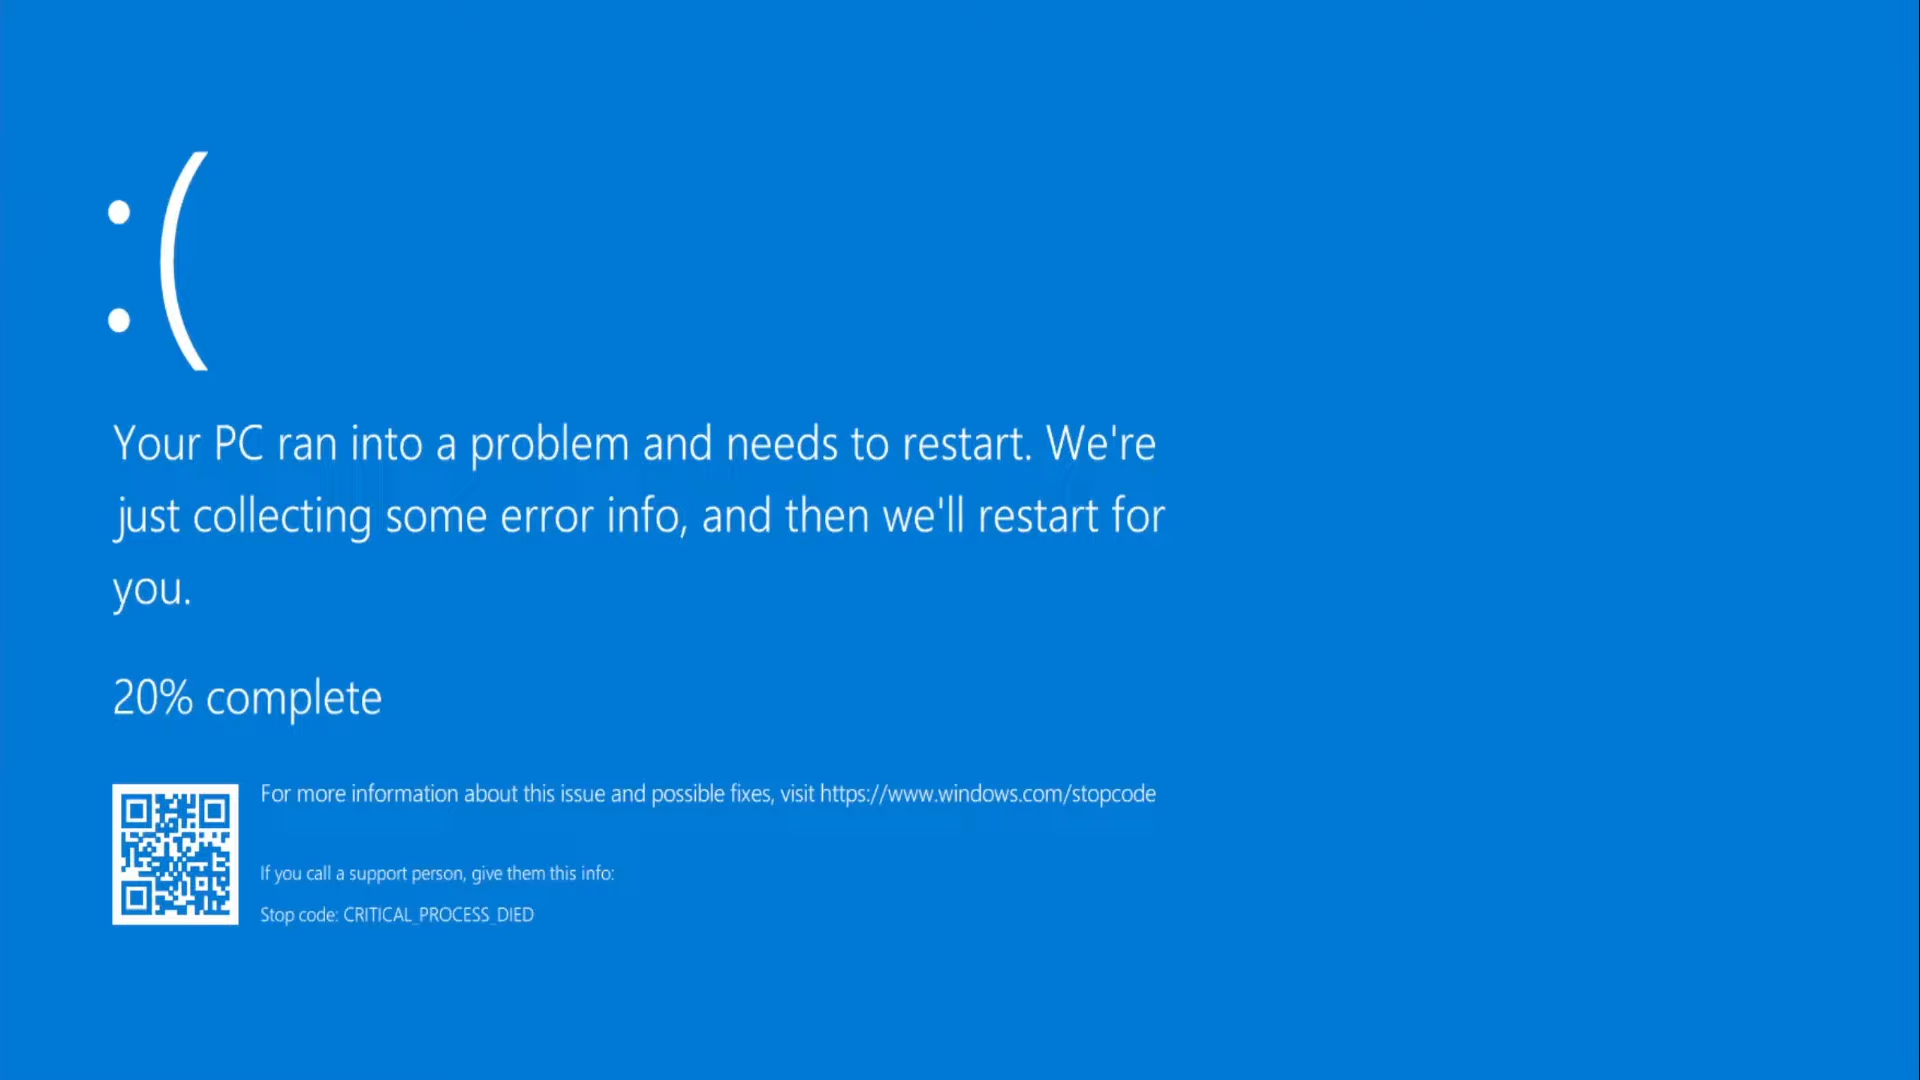 :(
Your PC ran into a problem and needs to restart. We're
just collecting some error info, and then we'll restart for
you.
20% complete
For more information about this issue and possible fixes, visit https://www.windows.com/stopcode
If you call a support person, give them this info:
Stop code: CRITICAL_PROCESS_DIED